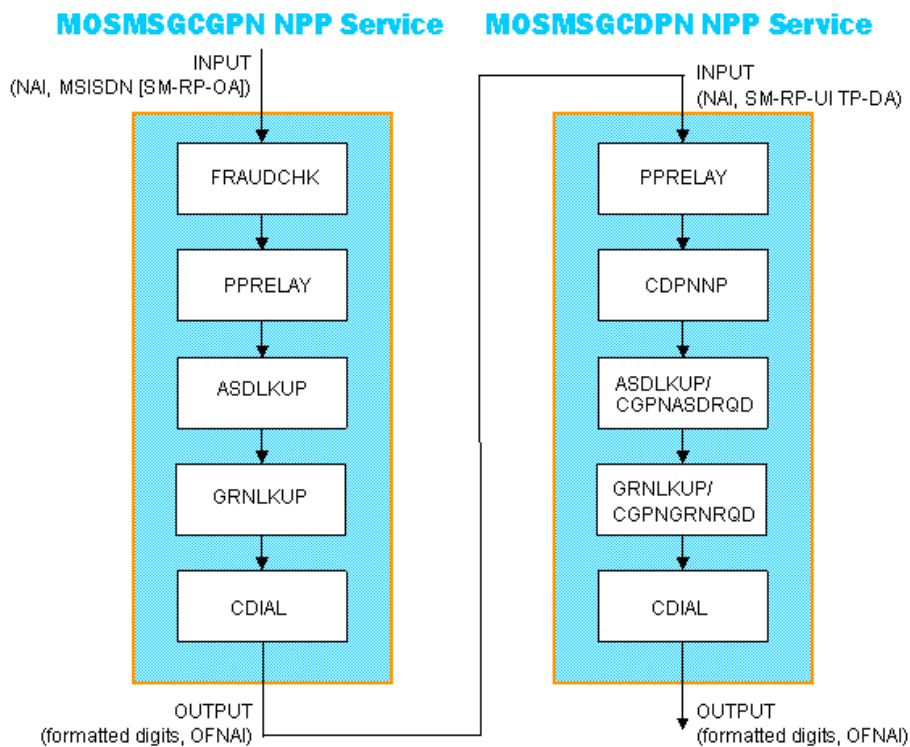 MOSMSGCGPN NPP Service
INPUT
(NAI, MSISDN [SM-RP-OA])
FRAUDCHK
PPRELAY
ASDLKUP
GRNLKUP
CDIAL
OUTPUT
(formatted digits, OFNAI)
MOSMSGCDPN NPP Service
INPUT
(NAI, SM-RP-UI TP-DA)
PPRELAY
CDPNNP
ASDLKUP/
CGPNASDRQD
GRNLKUP/
CGPNGRNRQD
CDIAL
OUTPUT
(formatted digits, OFNAI)